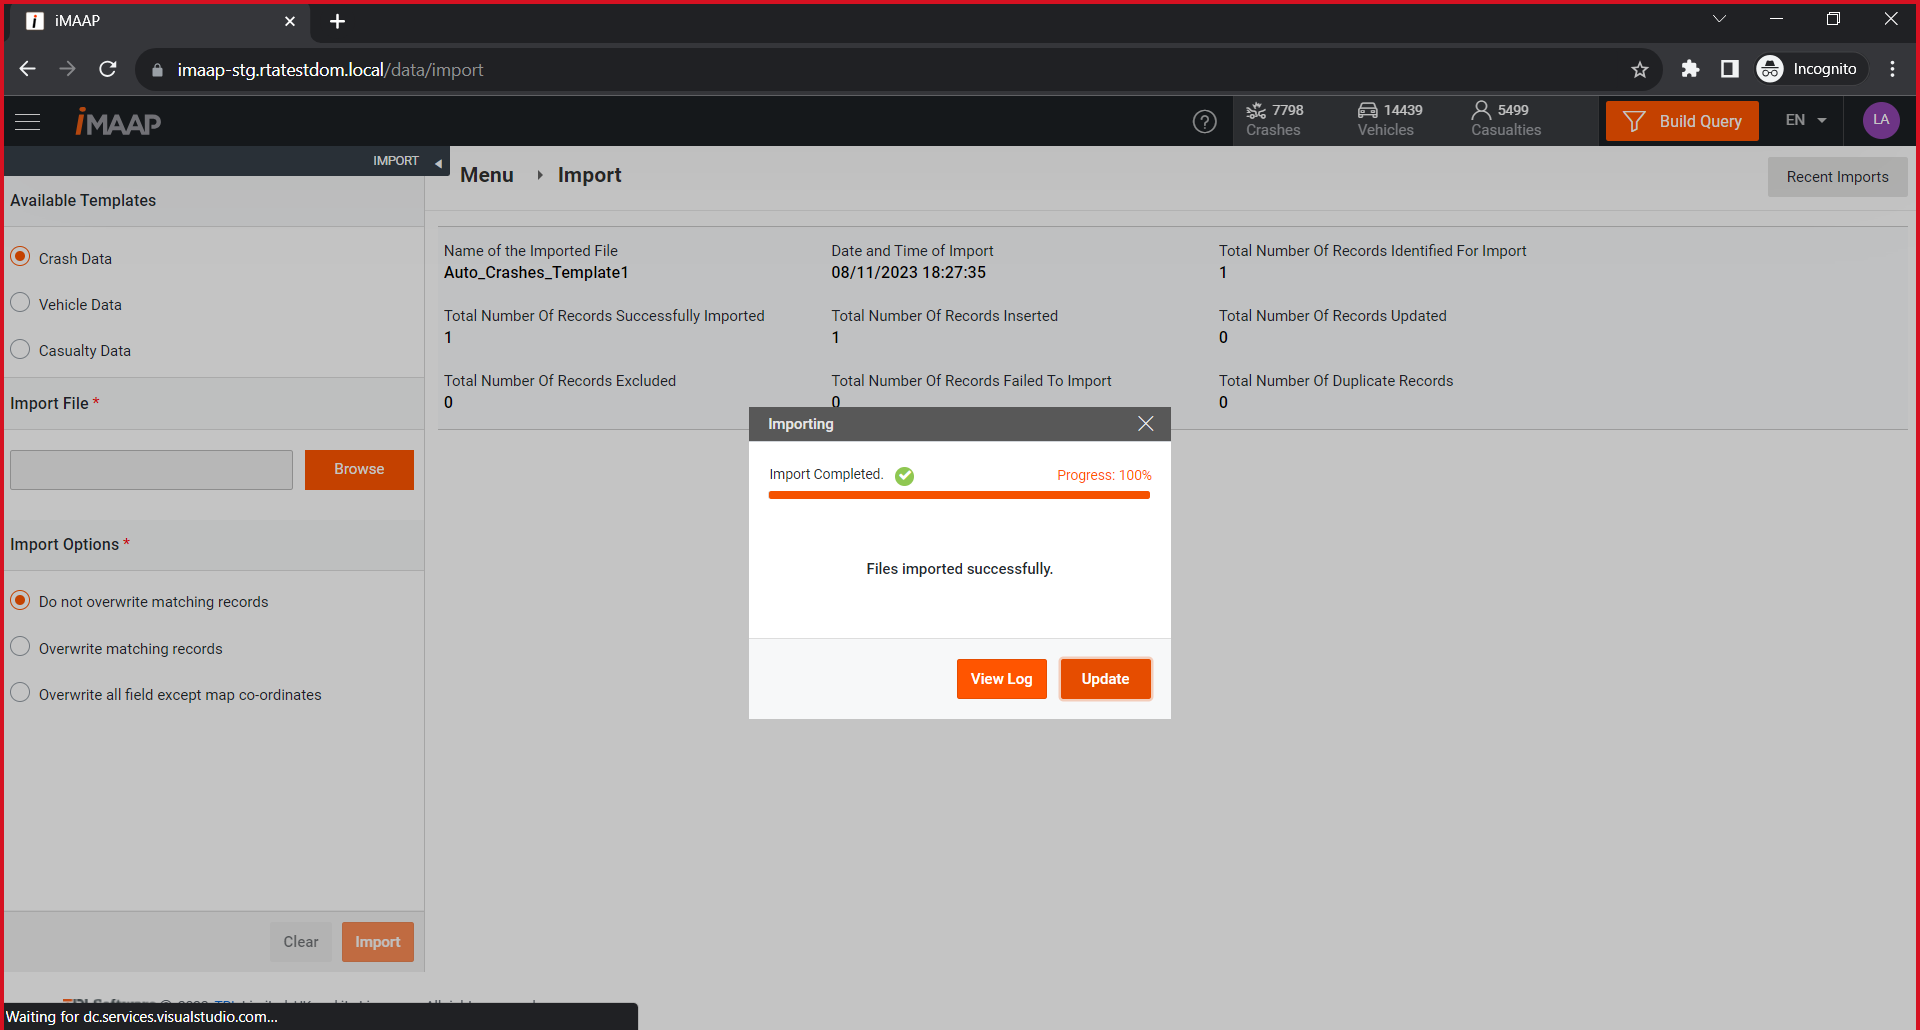 iMAAP
imaap-stg.rtatestdom.local/data/import
Incognito
iMAAP
7798
Crashes
14439
Vehicles
5499
Casualties
Build Query
EN
LA
IMPORT
Menu
Import
Recent Imports
Available Templates
Crash Data
Vehicle Data
Casualty Data
Import File *
Browse
Import Options *
Do not overwrite matching records
Overwrite matching records
Overwrite all field except map co-ordinates
Clear
Import
Name of the Imported File
Auto_Crashes_Template1
Date and Time of Import
08/11/2023 18:27:35
Total Number Of Records Identified For Import
1
Total Number Of Records Successfully Imported
1
Total Number Of Records Inserted
1
Total Number Of Records Updated
0
Total Number Of Records Excluded
0
Total Number Of Records Failed To Import
0
Total Number Of Duplicate Records
0
Importing
Import Completed.
Progress: 100%
Files imported successfully.
View Log
Update
Waiting for dc.services.visualstudio.com...